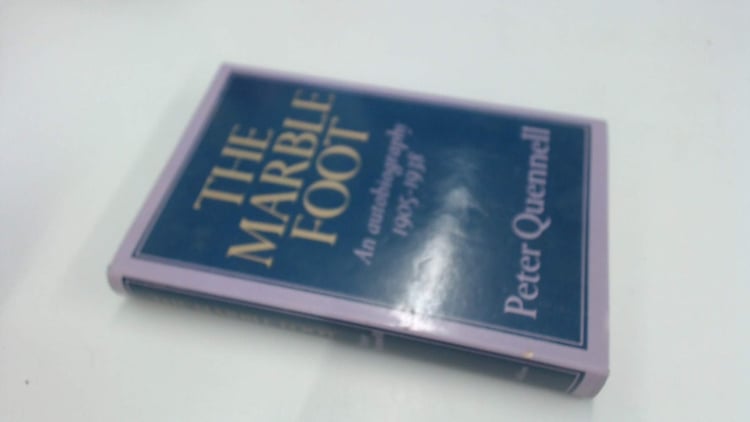 THE
MARBLE
FOOT
An autobiography
1905-1938
Peter Quennell